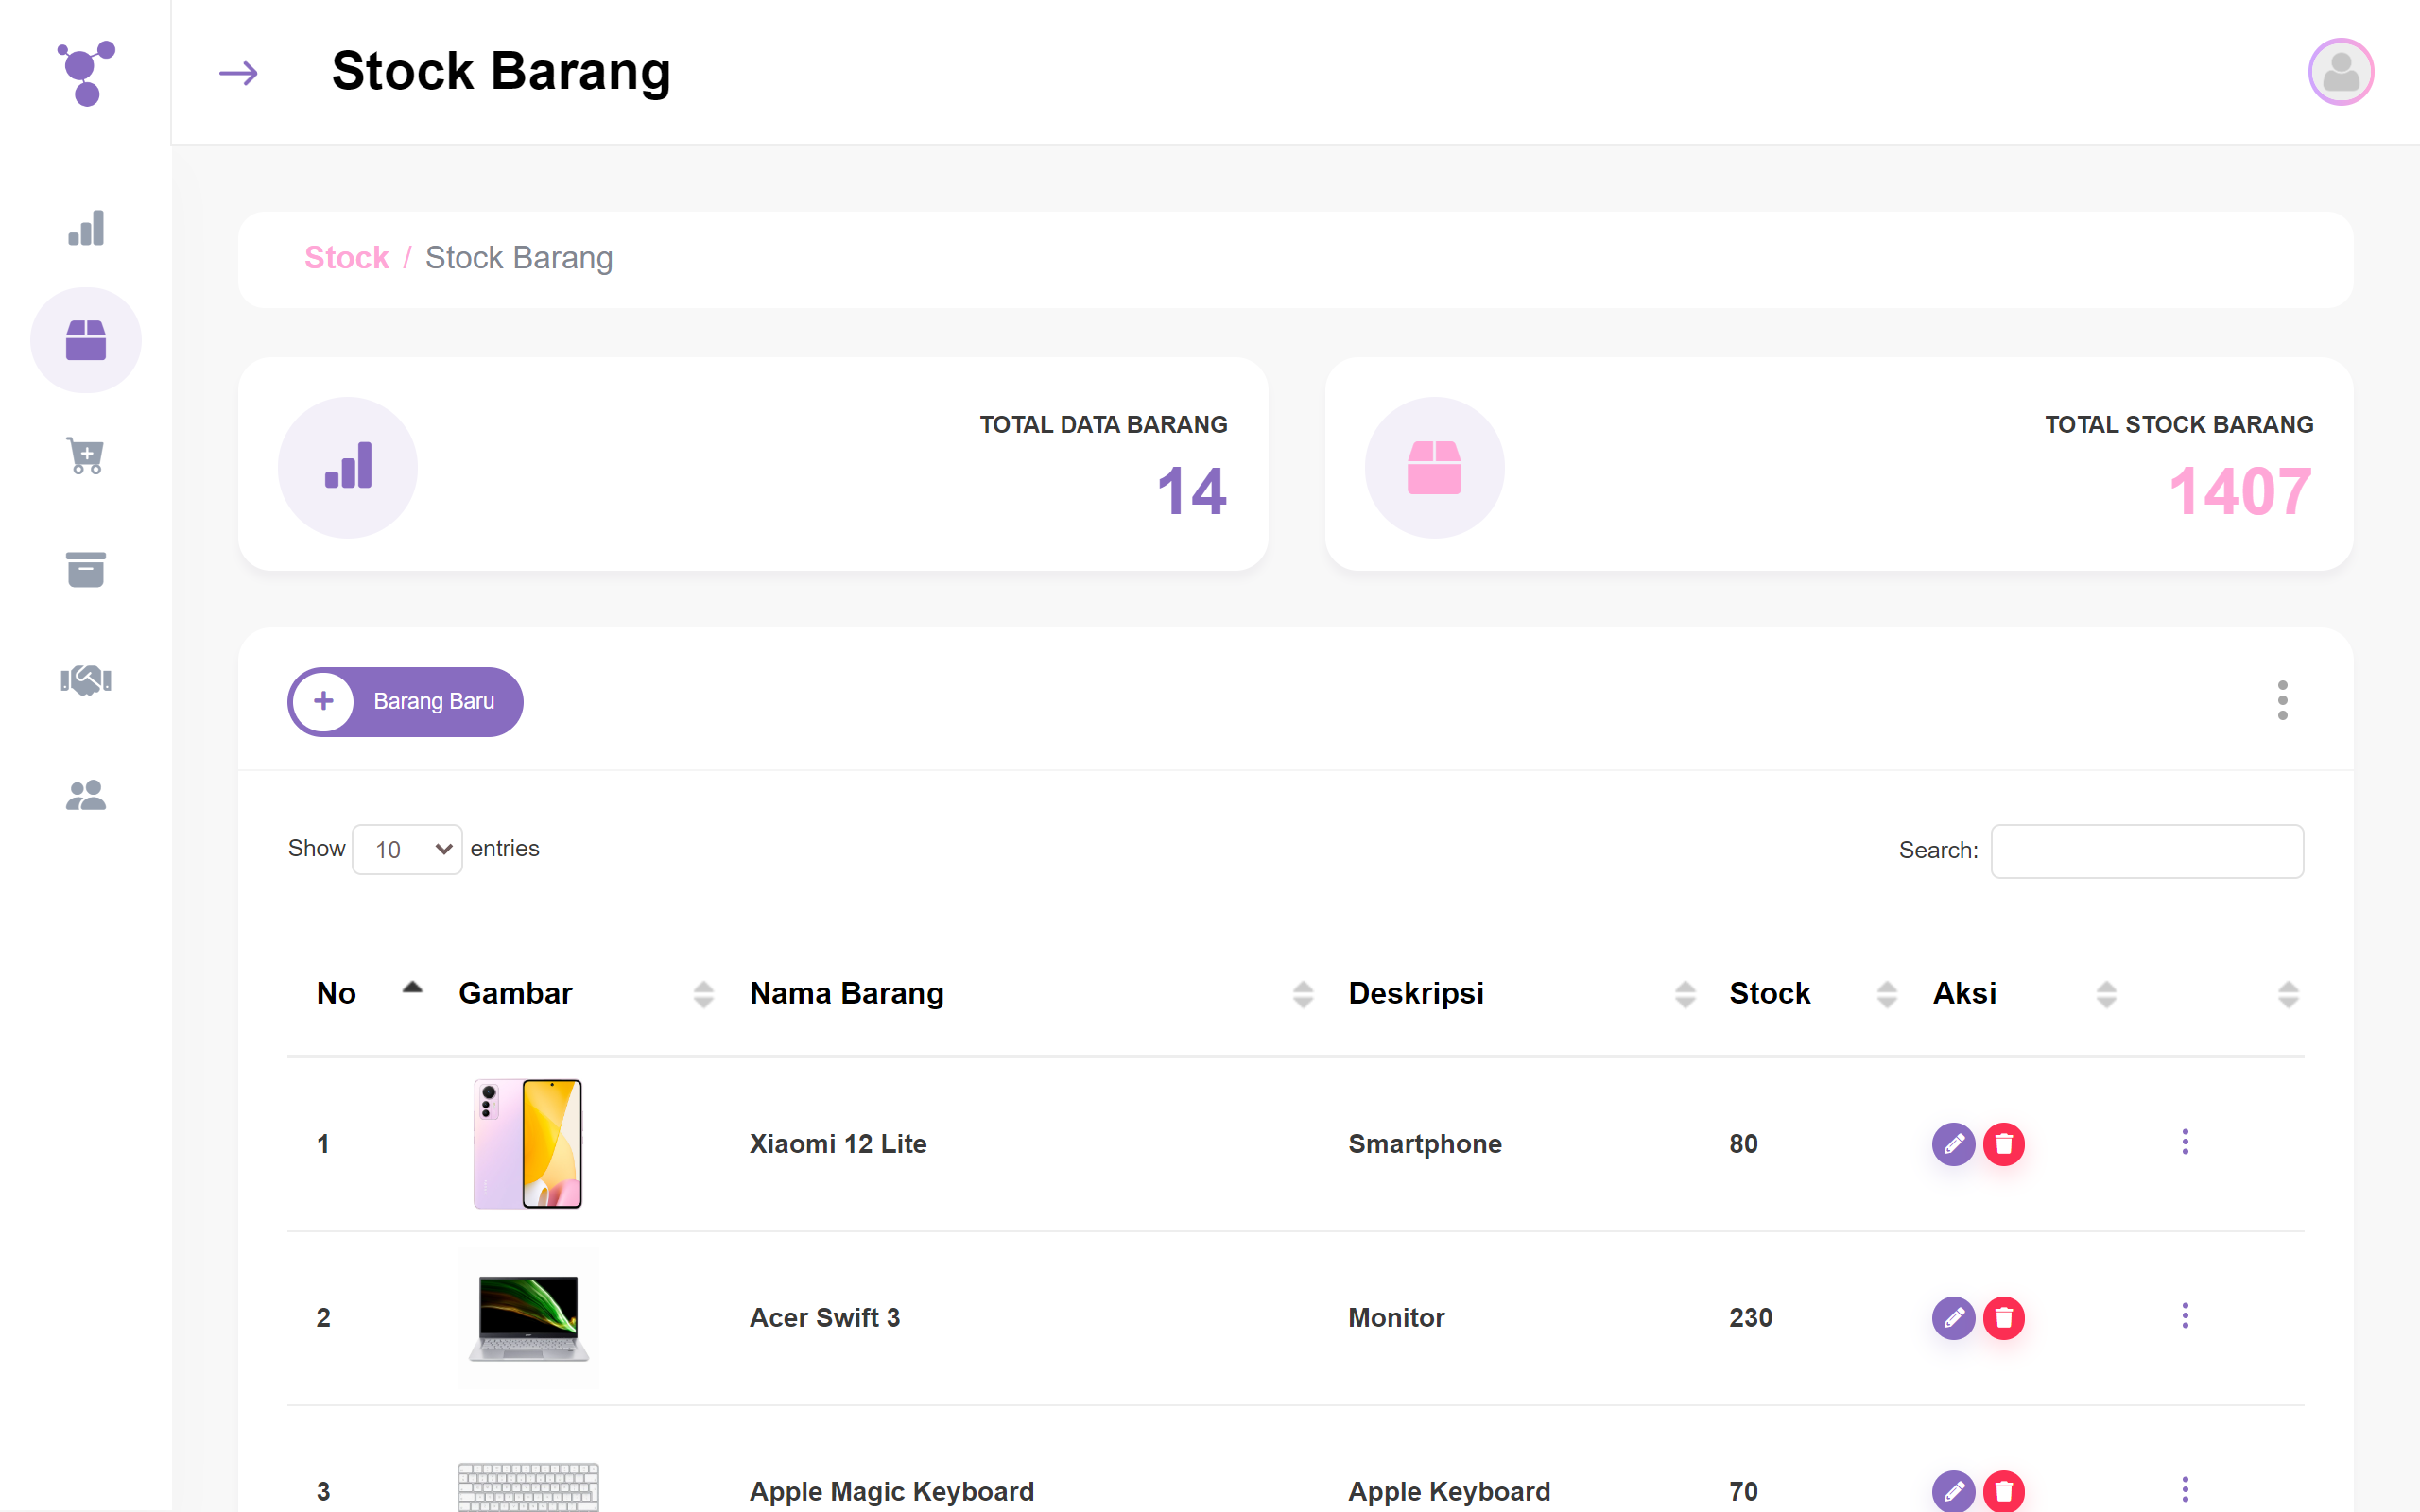 Stock Barang
Stock / Stock Barang
TOTAL DATA BARANG
14
TOTAL STOCK BARANG
1407
Barang Baru
Show 10 entries
Search:
No Gambar Nama Barang Deskripsi Stock Aksi
1 Xiaomi 12 Lite Smartphone 80
2 Acer Swift 3 Monitor 230
3 Apple Magic Keyboard Apple Keyboard 70